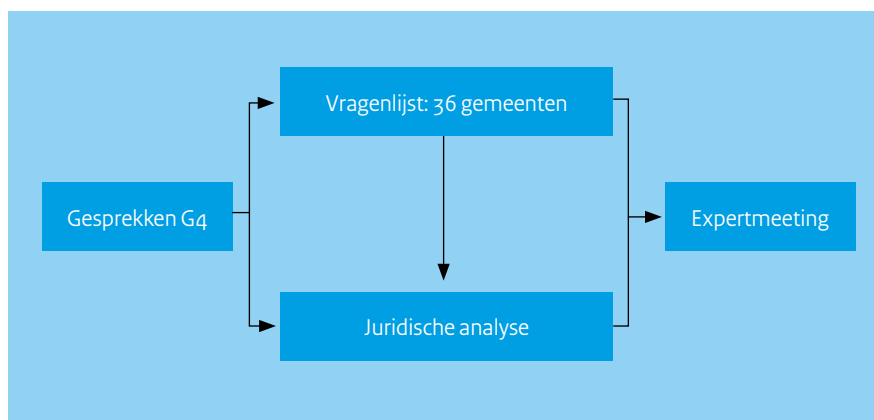 Vragenlijst: 36 gemeenten
Gesprekken G4
Expertmeeting
Juridische analyse